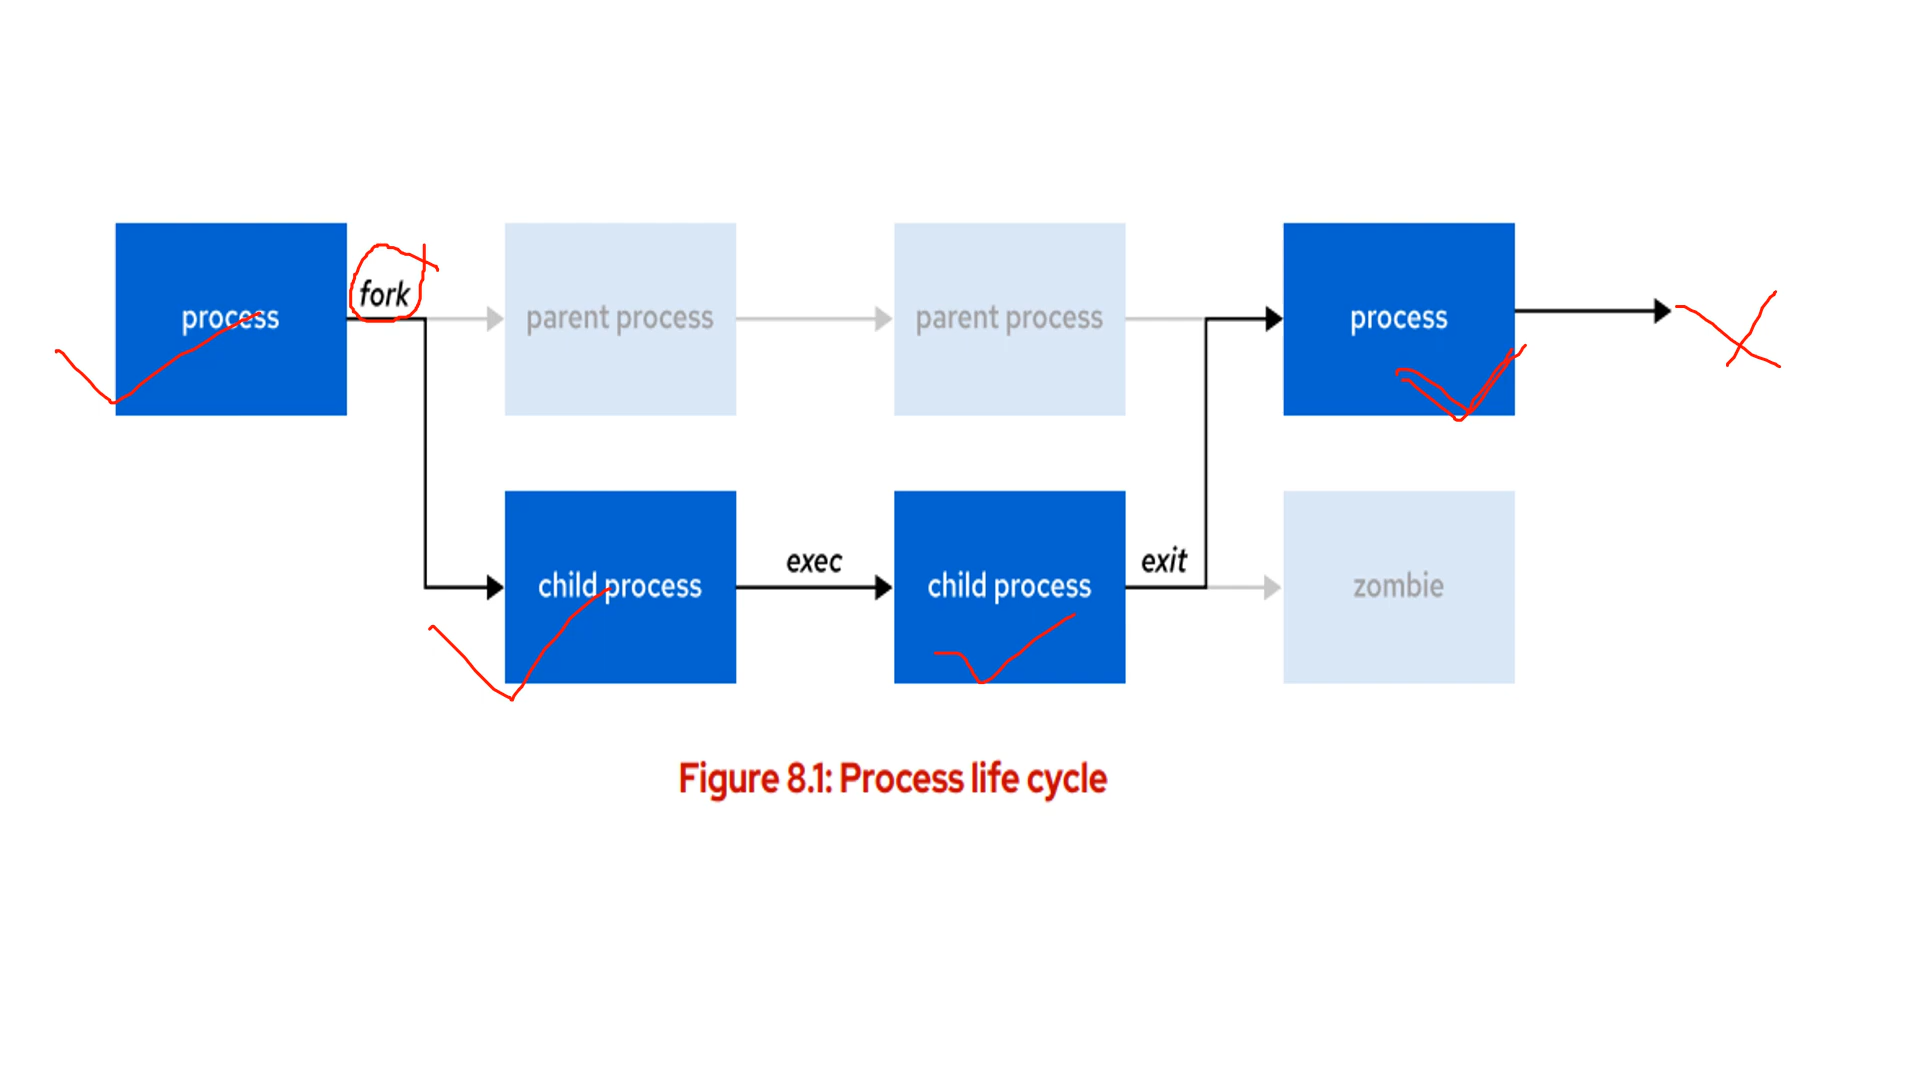 fork
process
parent process
parent process
process
exec
exit
child process
child process
zombie
Figure 8.1: Process life cycle